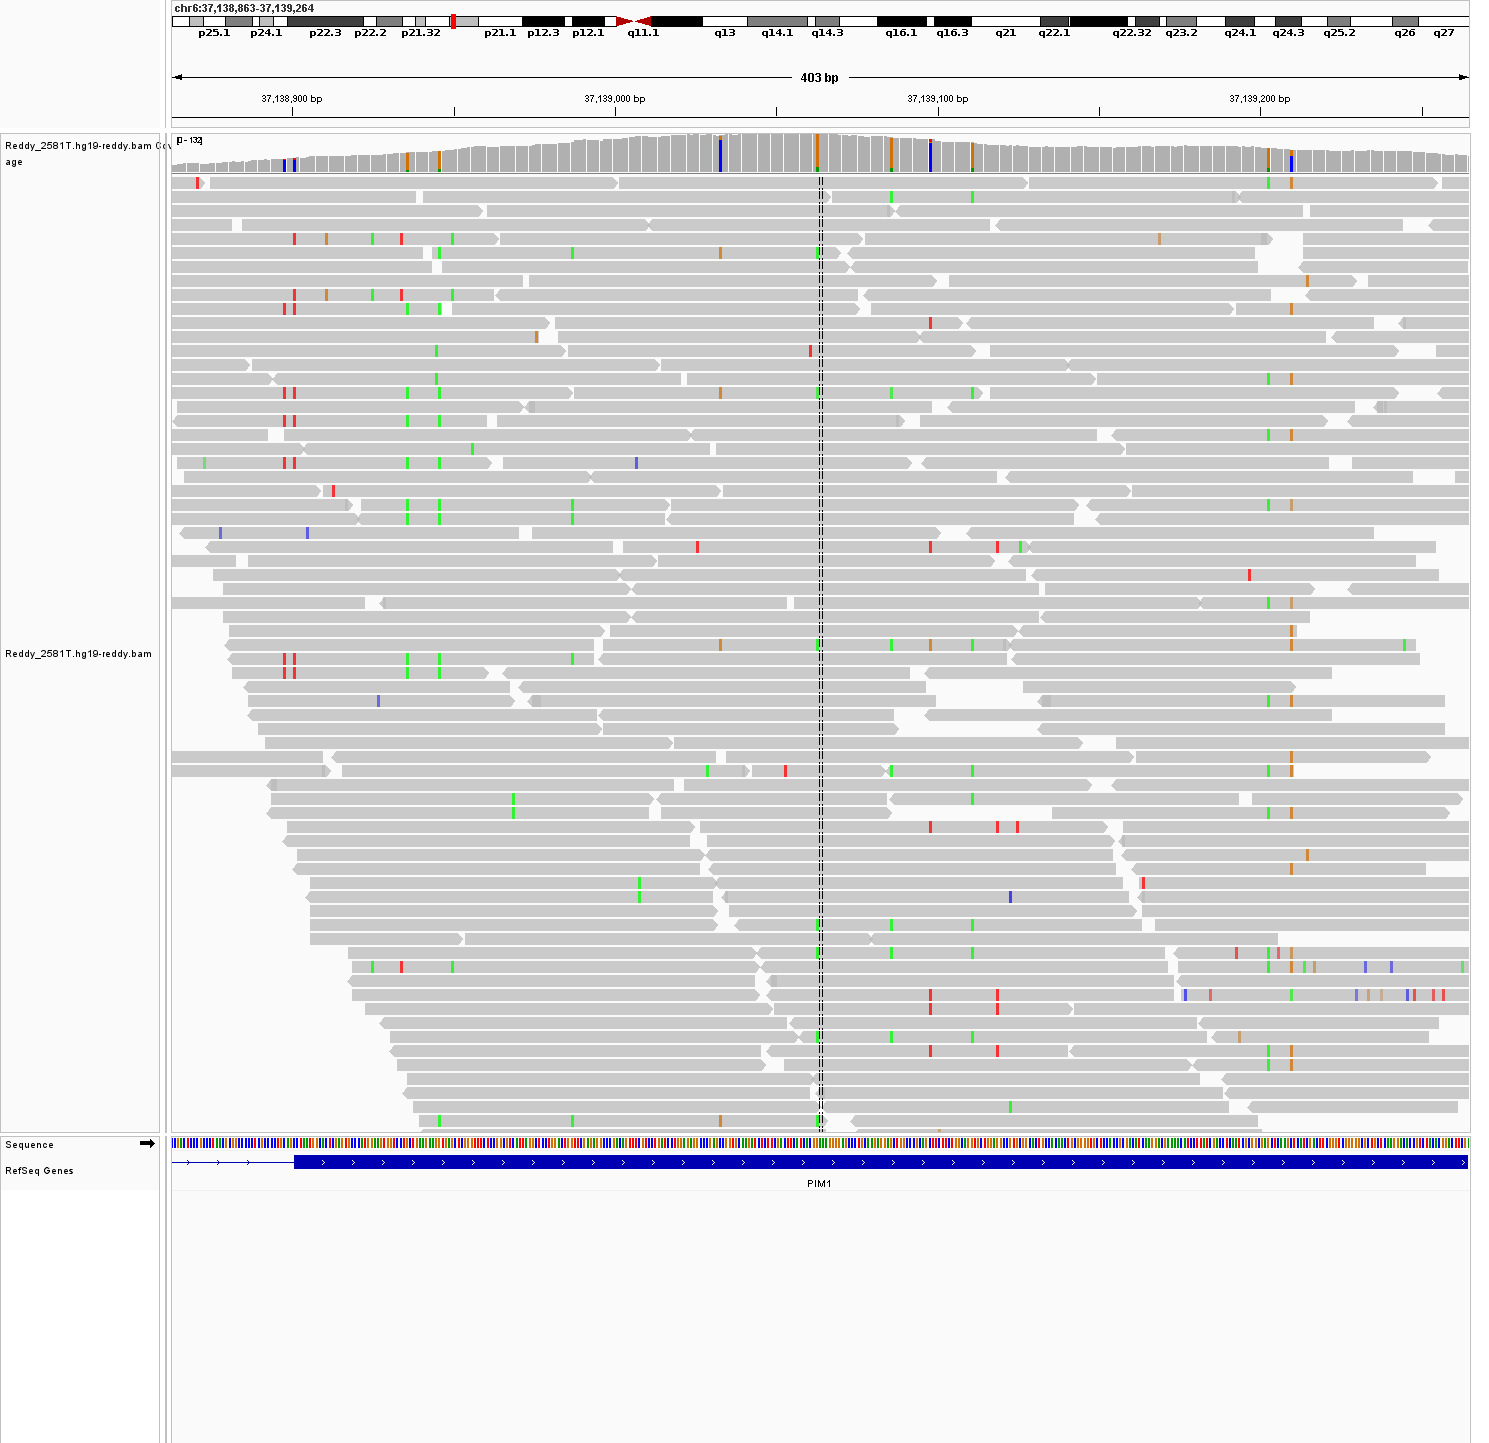 chr6:37,138,863-37,139,264
p25.1 p24.1 p22.3 p22.2 p21.32 p21.1 p12.3 p12.1 q11.1 q13 q14.1 q14.3 q16.1 q16.3 q21 q22.1 q22.32 q23.2 q24.1 q24.3 q25.2 q26 q27
403 bp
37,138,900 bp 37,139,000 bp 37,139,100 bp 37,139,200 bp
[0 - 132]
Reddy_2581T.hg19-reddy.bam Cov
age
Reddy_2581T.hg19-reddy.bam
Sequence
RefSeq Genes
PIM1